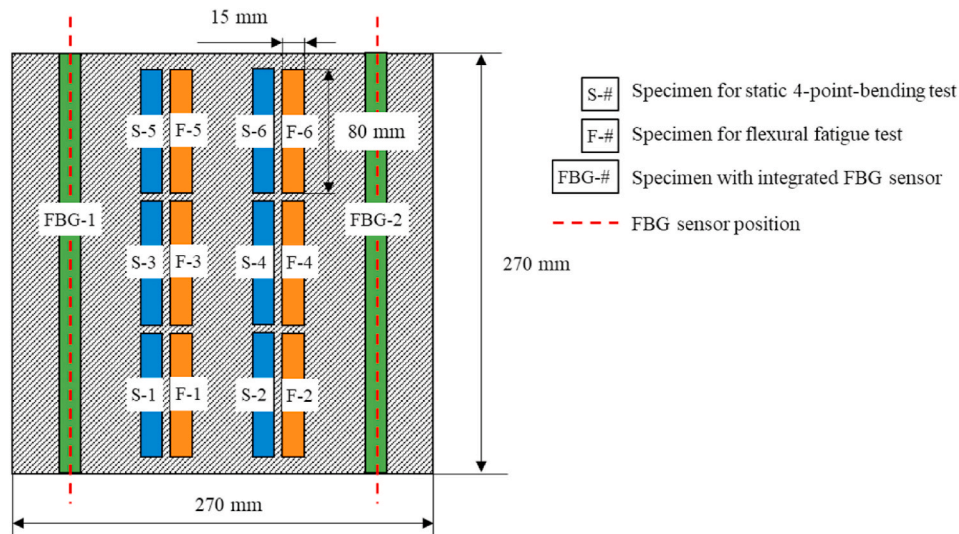 15 mm
S-5
F-5
S-6
F-6
80 mm
FBG-1
FBG-2
S-3
F-3
S-4
F-4
S-1
F-1
S-2
F-2
270 mm
270 mm
S-# Specimen for static 4-point-bending test
F-# Specimen for flexural fatigue test
FBG-# Specimen with integrated FBG sensor
FBG sensor position